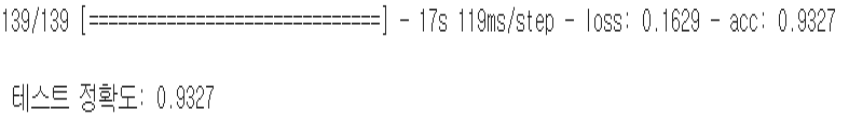 139/139 [==============================] - 17s 119ms/step - loss: 0.1629 - acc: 0.9327
테스트 정확도: 0.9327